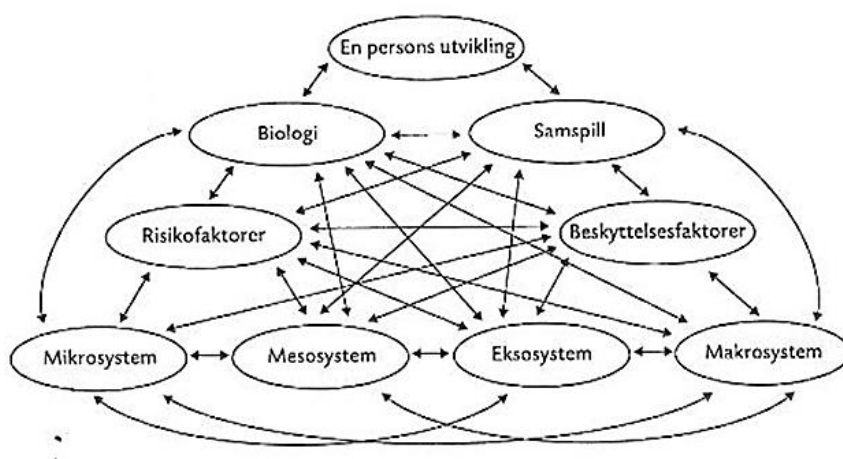 En persons utvikling
Biologi
Samspill
Risikofaktorer
Beskyttelsesfaktorer
Mikrosystem
Mesosystem
Eksosystem
Makrosystem